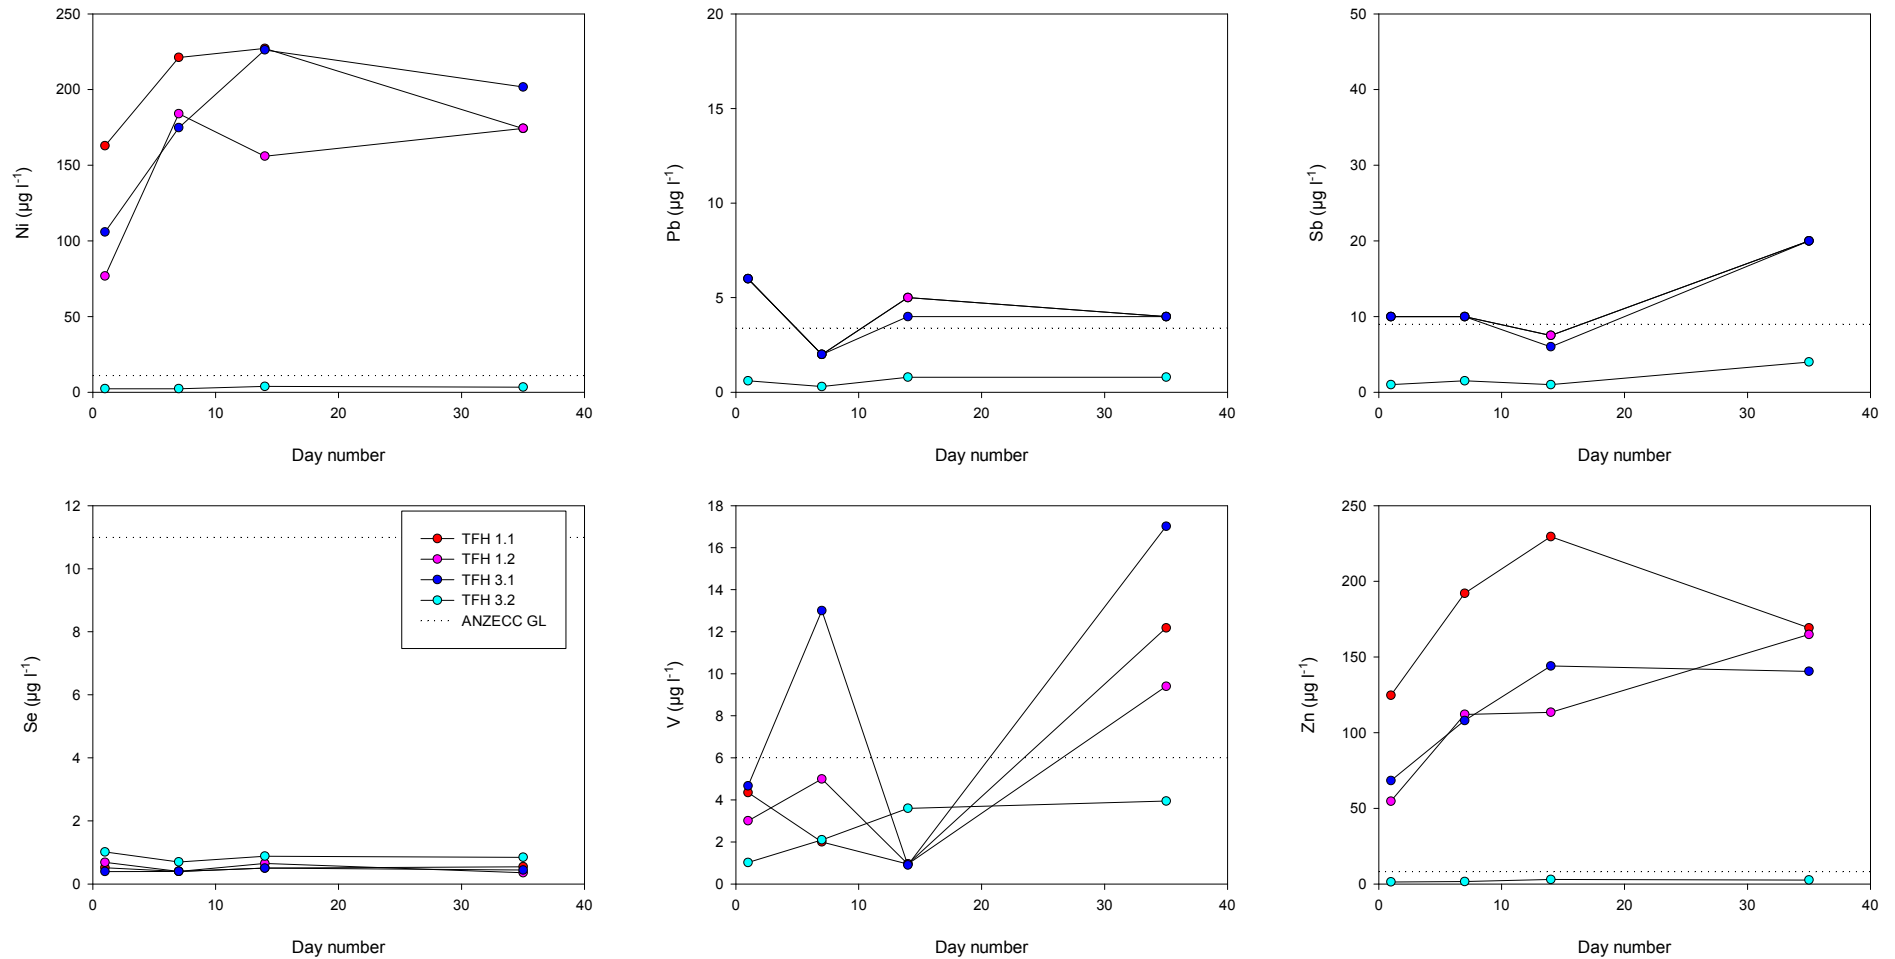 250
200
150
100
50
0
Ni (µg l-1)
0 10 20 30 40
Day number
20
15
10
5
0
Pb (µg l-1)
0 10 20 30 40
Day number
50
40
30
20
10
0
Sb (µg l-1)
0 10 20 30 40
Day number
12
10
8
6
4
2
0
Se (µg l-1)
TFH 1.1
TFH 1.2
TFH 3.1
TFH 3.2
ANZECC GL
0 10 20 30 40
Day number
18
16
14
12
10
8
6
4
2
0
V (µg l-1)
0 10 20 30 40
Day number
250
200
150
100
50
0
Zn (µg l-1)
0 10 20 30 40
Day number